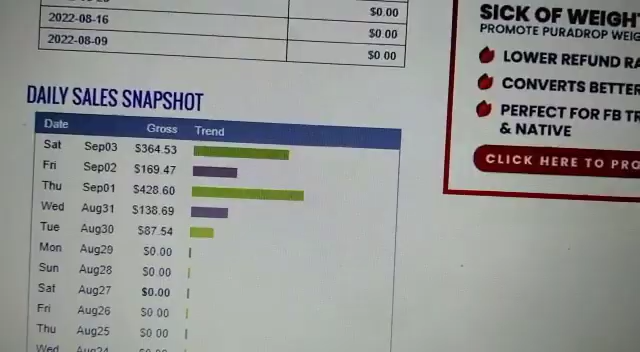 $0.00
2022-08-16 $0.00
2022-08-09 $0.00
DAILY SALES SNAPSHOT
Date Gross Trend
Sat Sep03 $364.53
Fri Sep02 $169.47
Thu Sep01 $428.60
Wed Aug31 $138.69
Tue Aug30 $87.54
Mon Aug29 $0.00
Sun Aug28 $0.00
Sat Aug27 $0.00
Fri Aug26 $0.00
Thu Aug25 $0.00
Wed Aug24 $0.00
SICK OF WEIGH
PROMOTE PURADROP WEIG
LOWER REFUND RA
CONVERTS BETTER
PERFECT FOR FB TR
& NATIVE
CLICK HERE TO PRO